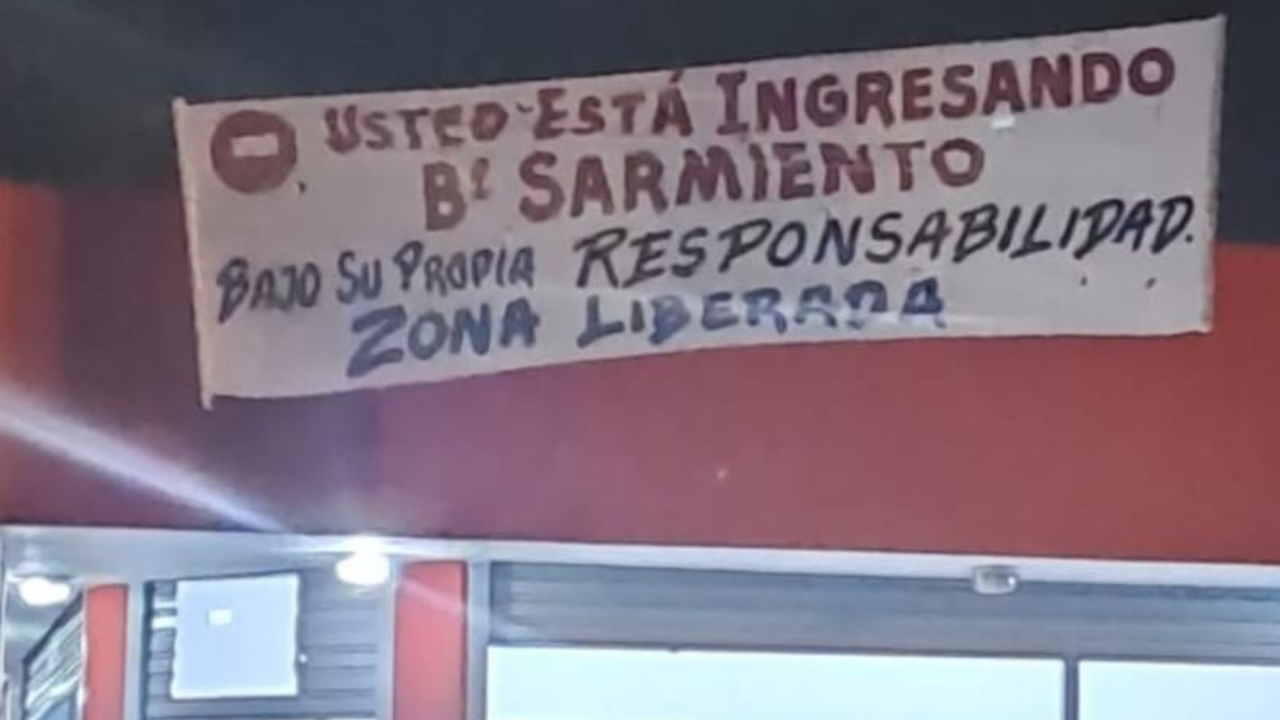 USTED ESTÁ INGRESANDO
Bº SARMIENTO
BAJO SU PROPIA RESPONSABILIDAD.
ZONA LIBERADA